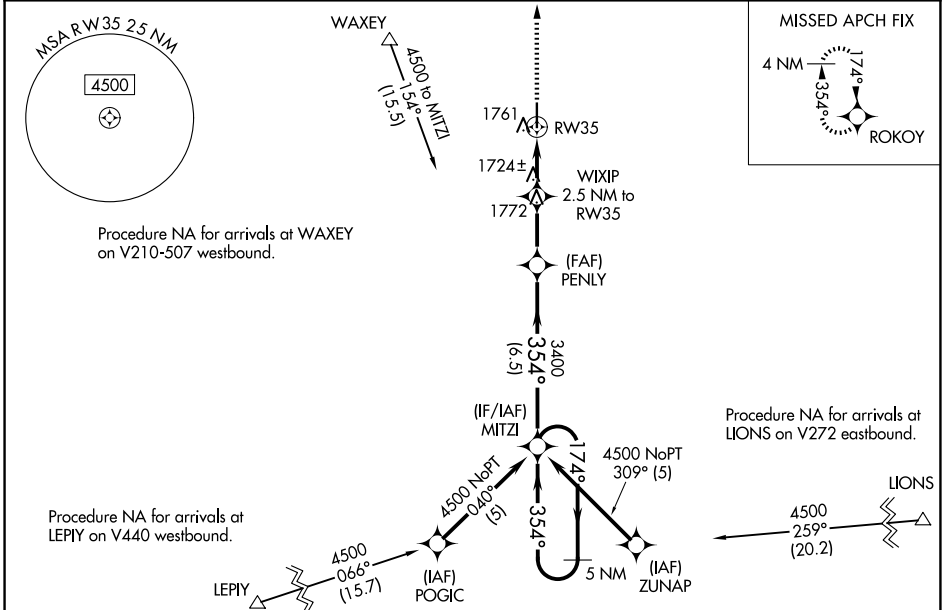 MSA RW35 25 NM
4500
WAXEY
4500 to MITZI
154°
(15.5)
MISSED APCH FIX
4 NM
174°
354°
ROKOY
1761
RW35
1724±
WIXIP
2.5 NM to
RW35
1772
Procedure NA for arrivals at WAXEY
on V210-507 westbound.
(FAF)
PENLY
3400
354°
(6.5)
(IF/IAF)
MITZI
Procedure NA for arrivals at
LIONS on V272 eastbound.
4500 NoPT
040°
(5)
174°
354°
4500 NoPT
309° (5)
5 NM
LIONS
4500
259°
(20.2)
Procedure NA for arrivals at
LEPIY on V440 westbound.
LEPIY
4500
066°
(15.7)
(IAF)
POGIC
(IAF)
ZUNAP